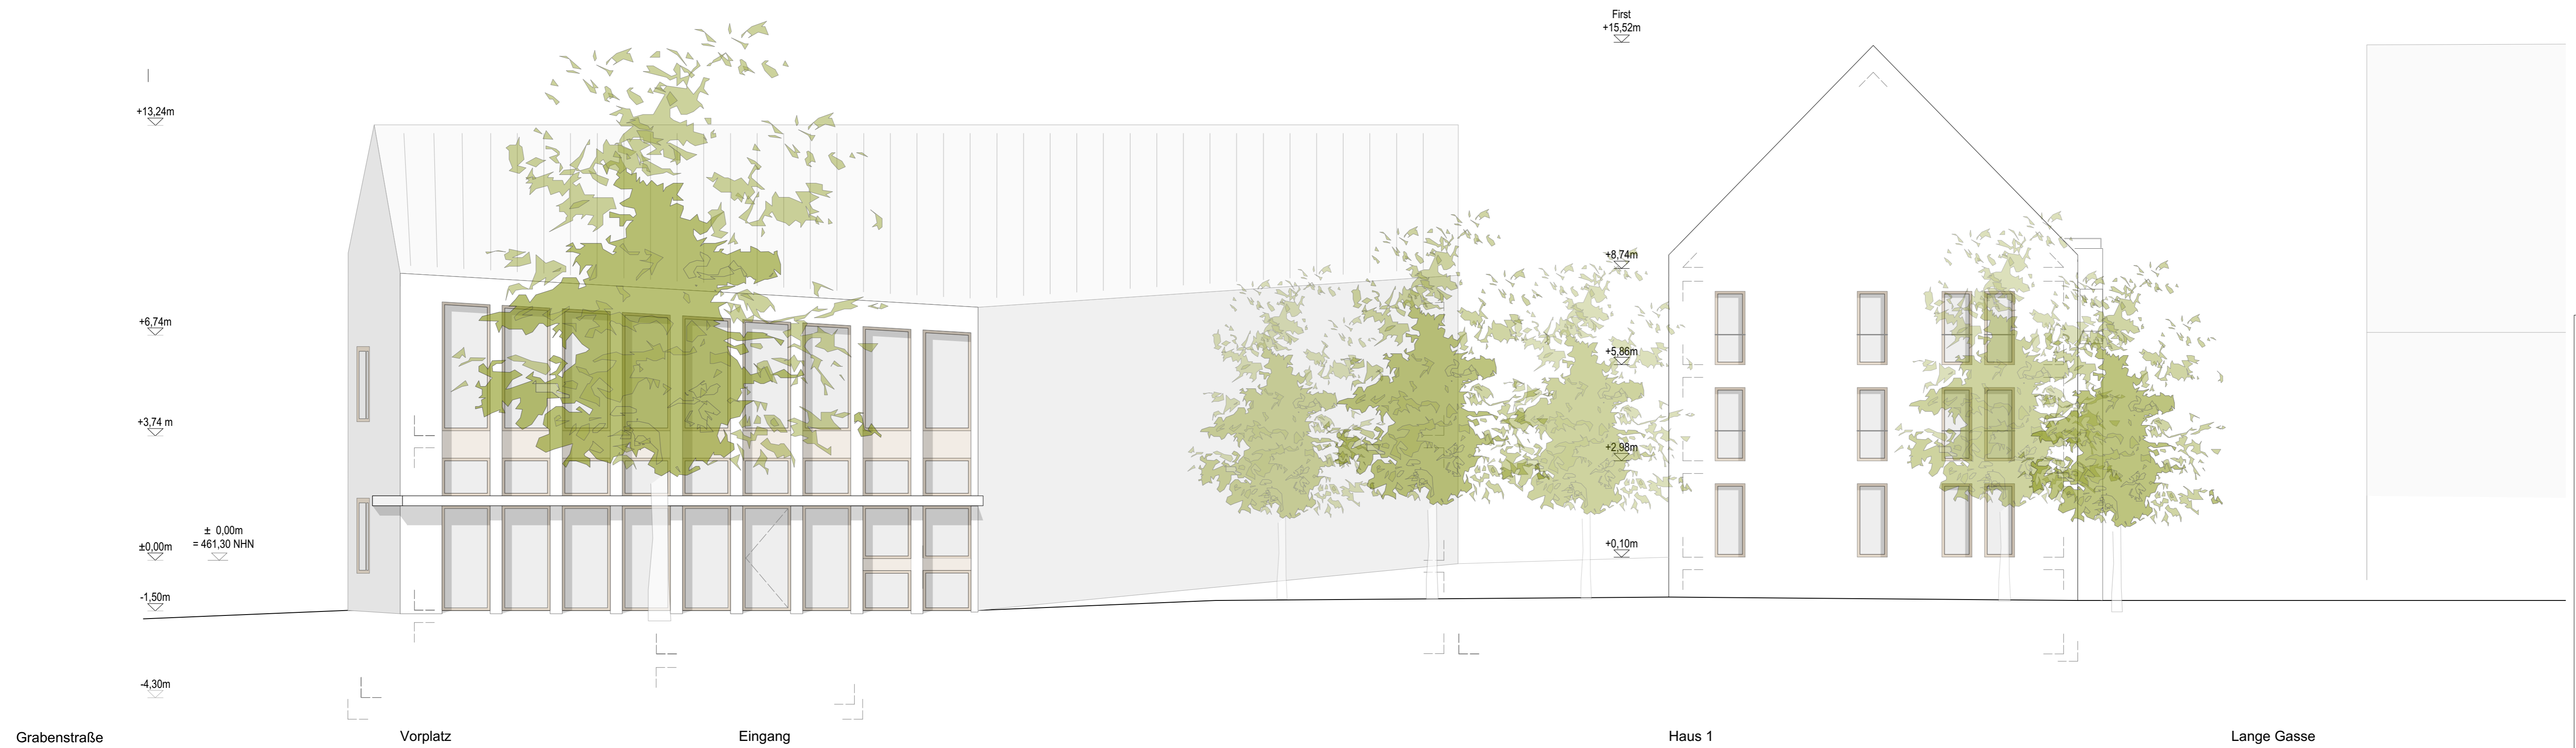 First
+15,52m
+13,24m
+8,74m
+6,74m
+5,86m
+3,74 m
+2,98m
± 0,00m
= 461,30 NHN
±0,00m
+0,10m
-1,50m
-4,30m
Grabenstraße
Vorplatz
Eingang
Haus 1
Lange Gasse